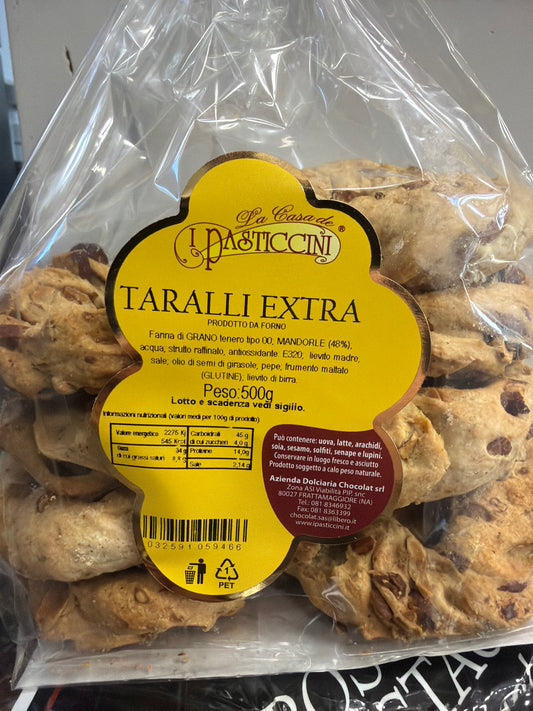 La Casa de
I PASTICCINI ®
TARALLI EXTRA
PRODOTTO DA FORNO
Farina di GRANO tenero tipo 00, MANDORLE (48%),
acqua, strutto raffinato, antiossidante: E320; lievito madre,
sale; olio di semi di girasole, pepe, frumento maltato
(GLUTINE), lievito di birra.
Peso:500g
Lotto e scadenza vedi sigillo.
Informazioni nutrizionali (valori medi per 100g di prodotto)
Valore energetico 2275 Kj
545 Kcal
Grassi 34 g
di cui grassi saturi
Carboidrati 45 g
di cui zuccheri 4,0 g
Proteine 14,0g
Sale 2,14 g
Può contenere: uova, latte, arachidi,
soia, sesamo, solfiti, senape e lupini.
Conservare in luogo fresco e asciutto
Prodotto soggetto a calo peso naturale.
Azienda Dolciaria Chocolat srl
Zona ASI Viabilità PIP. snc
80027 FRATTAMAGGIORE (NA)
Tel.: 081 8346932
Fax: 081 8363399
chocolat.sas@libero.it
www.ipasticcini.it
032591 059466
1
PET